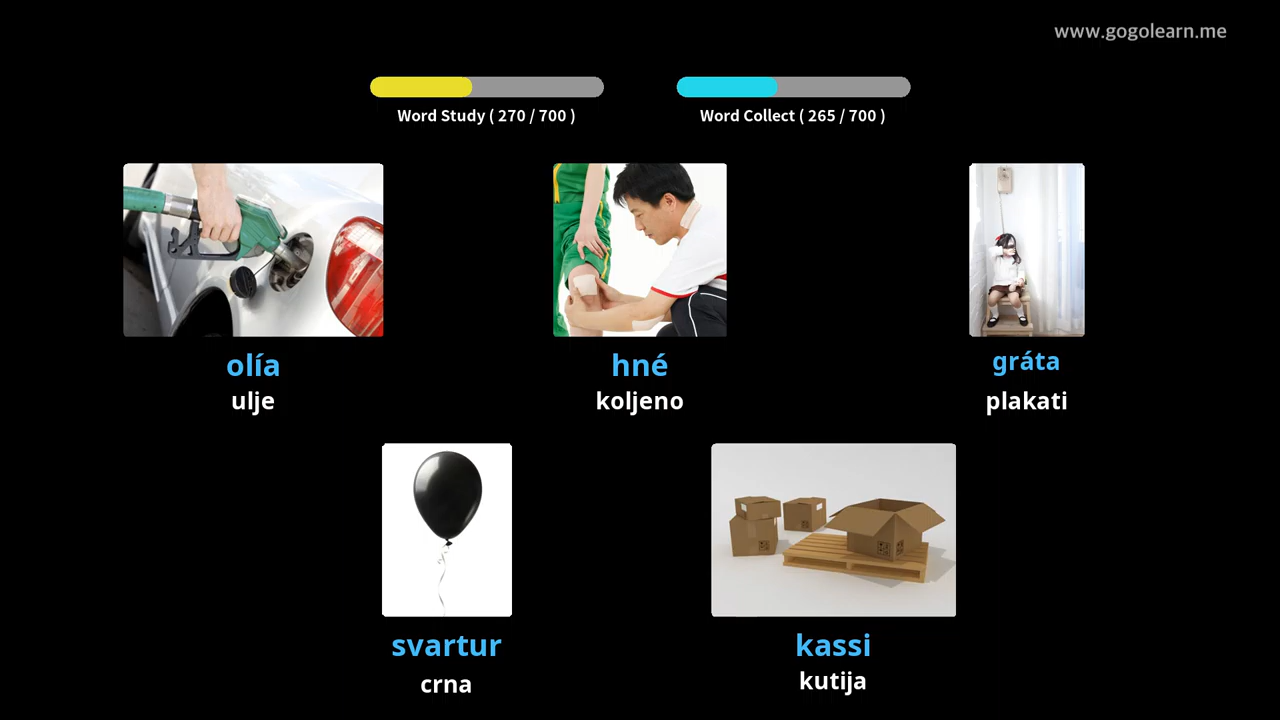 www.gogolearn.me
Word Study ( 270 / 700 )
Word Collect ( 265 / 700 )
olía
ulje
hné
koljeno
gráta
plakati
svartur
crna
kassi
kutija